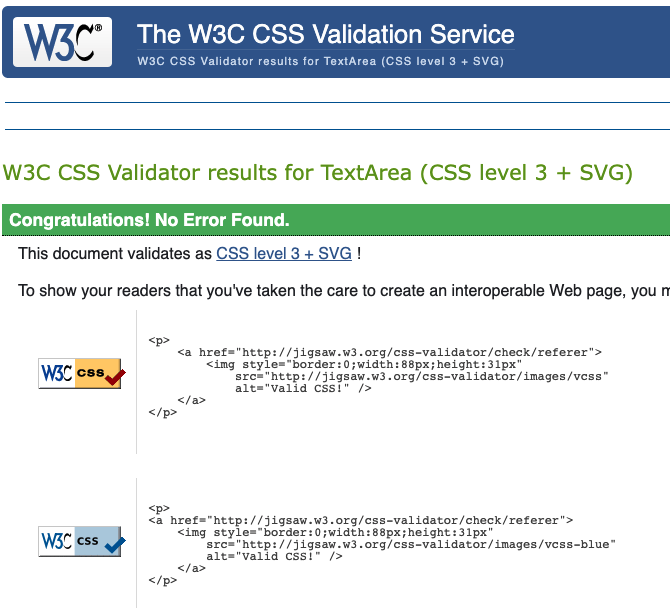 W3C®
The W3C CSS Validation Service
W3C CSS Validator results for TextArea (CSS level 3 + SVG)
W3C CSS Validator results for TextArea (CSS level 3 + SVG)
Congratulations! No Error Found.
This document validates as CSS level 3 + SVG !
To show your readers that you've taken the care to create an interoperable Web page, you m
W3C css
<p>
<a href="http://jigsaw.w3.org/css-validator/check/referer">
<img style="border:0;width:88px;height:31px"
src="http://jigsaw.w3.org/css-validator/images/vcss"
alt="Valid CSS!" />
</a>
</p>
W3C css
<p>
<a href="http://jigsaw.w3.org/css-validator/check/referer">
<img style="border:0;width:88px;height:31px"
src="http://jigsaw.w3.org/css-validator/images/vcss-blue"
alt="Valid CSS!" />
</a>
</p>